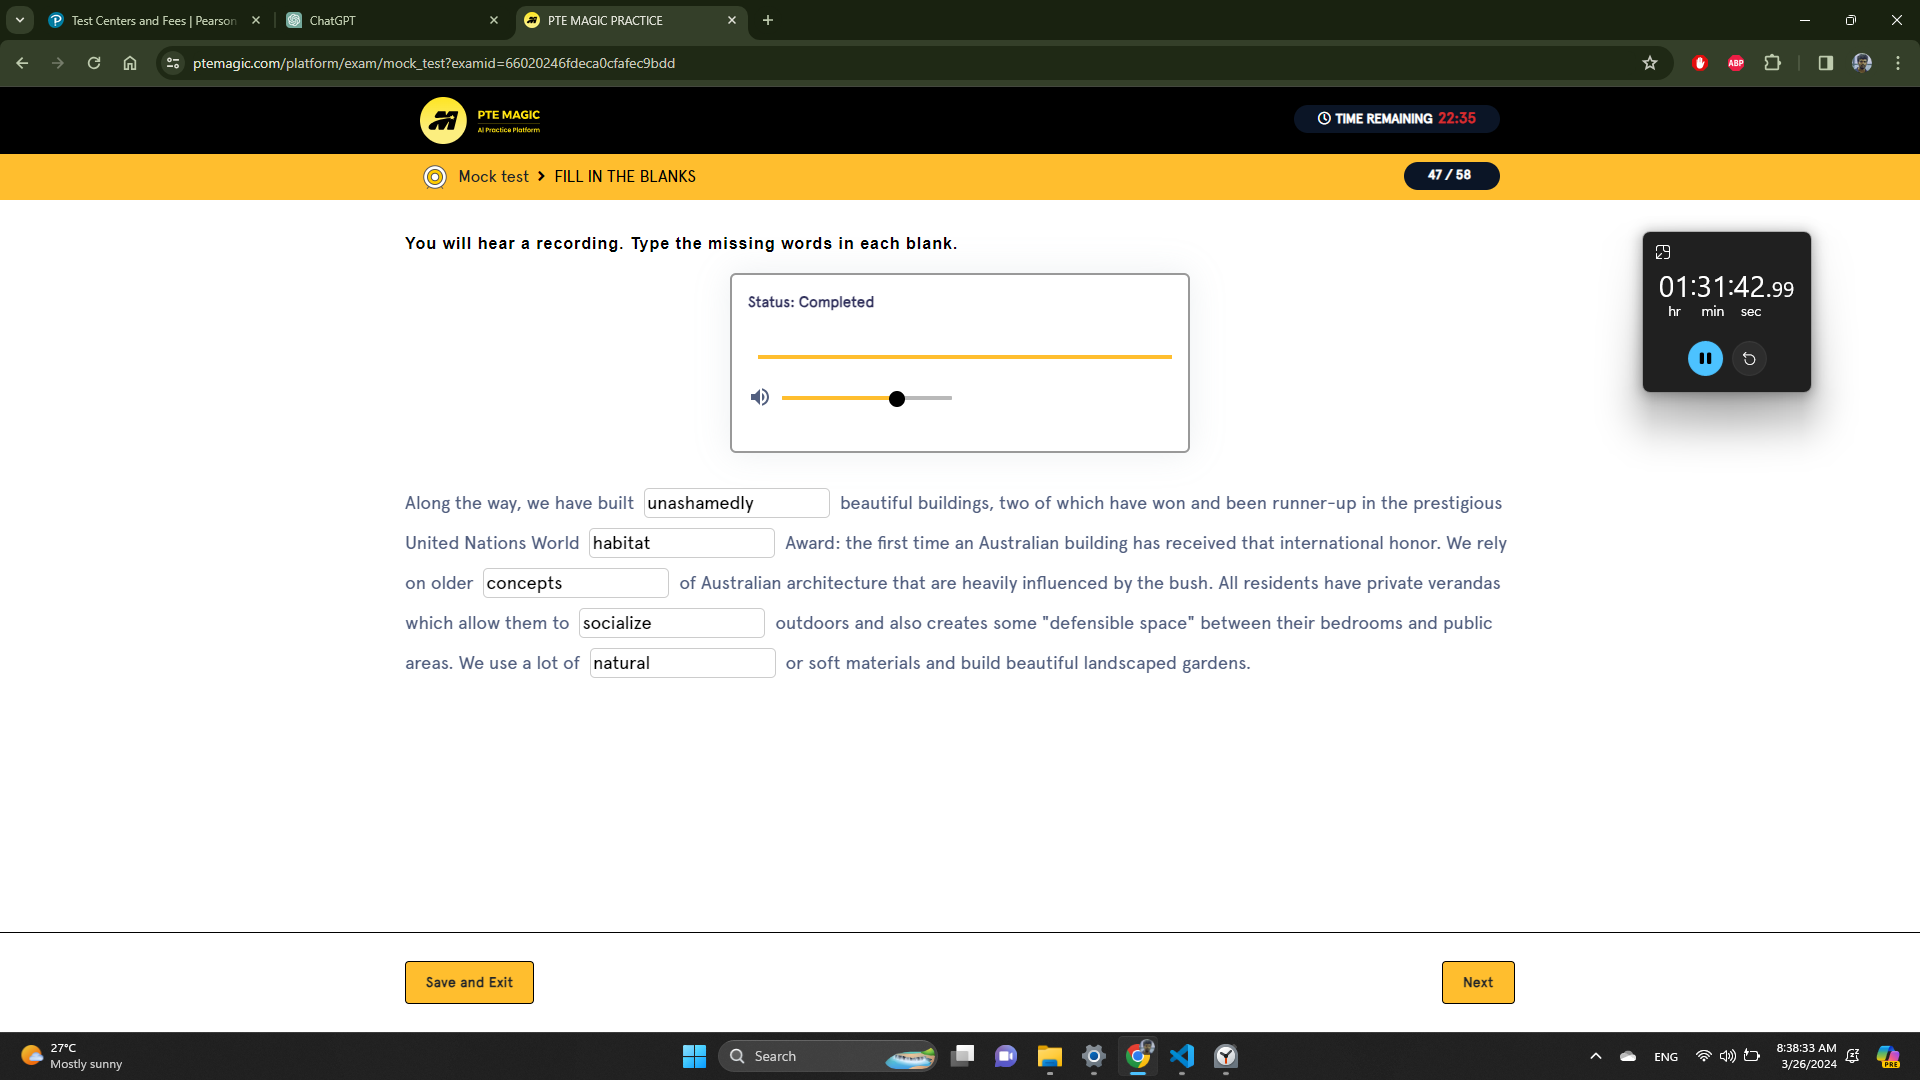 Test Centers and Fees | Pearson
ChatGPT
PTE MAGIC PRACTICE
ptemagic.com/platform/exam/mock_test?examid=66020246fdeca0cfafec9bdd
ABP
PTE MAGIC
AI Practice Platform
TIME REMAINING 22:35
Mock test > FILL IN THE BLANKS
47 / 58
You will hear a recording. Type the missing words in each blank.
01:31:42.99
hr min sec
Status: Completed
Along the way, we have built unashamedly beautiful buildings, two of which have won and been runner-up in the prestigious
United Nations World habitat Award: the first time an Australian building has received that international honor. We rely
on older concepts of Australian architecture that are heavily influenced by the bush. All residents have private verandas
which allow them to socialize outdoors and also creates some "defensible space" between their bedrooms and public
areas. We use a lot of natural or soft materials and build beautiful landscaped gardens.
Save and Exit
Next
27°C
Mostly sunny
Search
ENG
8:38:33 AM
3/26/2024
PRE